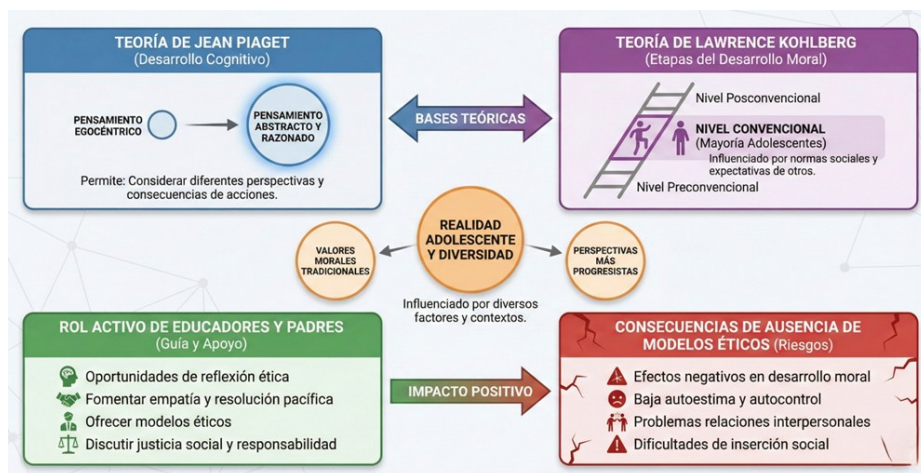 TEORÍA DE JEAN PIAGET
(Desarrollo Cognitivo)
PENSAMIENTO
EGOCÉNTRICO
PENSAMIENTO
ABSTRACTO Y
RAZONADO
Permite: Considerar diferentes perspectivas y
consecuencias de acciones.
BASES TEÓRICAS
TEORÍA DE LAWRENCE KOHLBERG
(Etapas del Desarrollo Moral)
Nivel Posconvencional
NIVEL CONVENCIONAL
(Mayoría Adolescentes)
Influenciado por normas sociales y
expectativas de otros.
Nivel Preconvencional
VALORES
MORALES
TRADICIONALES
REALIDAD
ADOLESCENTE
Y DIVERSIDAD
PERSPECTIVAS
MÁS
PROGRESISTAS
Influenciado por diversos
factores y contextos.
ROL ACTIVO DE EDUCADORES Y PADRES
(Guía y Apoyo)
Oportunidades de reflexión ética
Fomentar empatía y resolución pacífica
Ofrecer modelos éticos
Discutir justicia social y responsabilidad
IMPACTO POSITIVO
CONSECUENCIAS DE AUSENCIA DE
MODELOS ÉTICOS (Riesgos)
Efectos negativos en desarrollo moral
Baja autoestima y autocontrol
Problemas relaciones interpersonales
Dificultades de inserción social